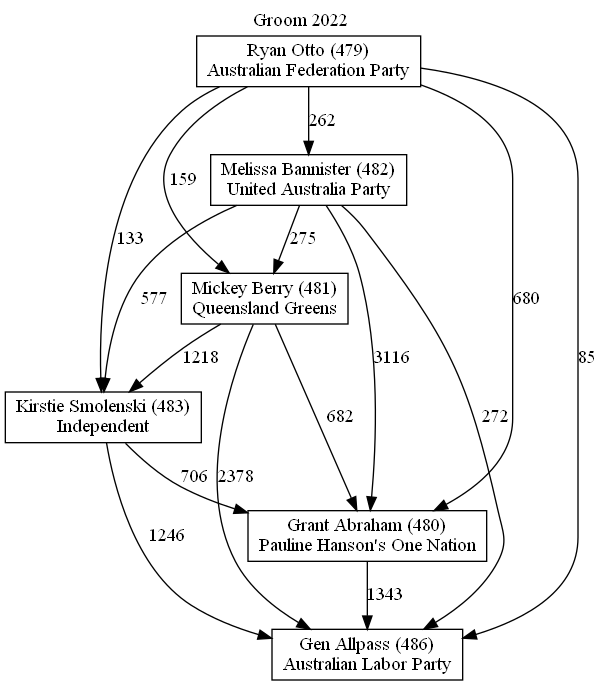 Groom 2022
Ryan Otto (479)
Australian Federation Party
262
Melissa Bannister (482)
United Australia Party
159
133
275
577
680
Mickey Berry (481)
Queensland Greens
1218
3116
85
Kirstie Smolenski (483)
Independent
682
272
706
2378
1246
Grant Abraham (480)
Pauline Hanson's One Nation
1343
Gen Allpass (486)
Australian Labor Party